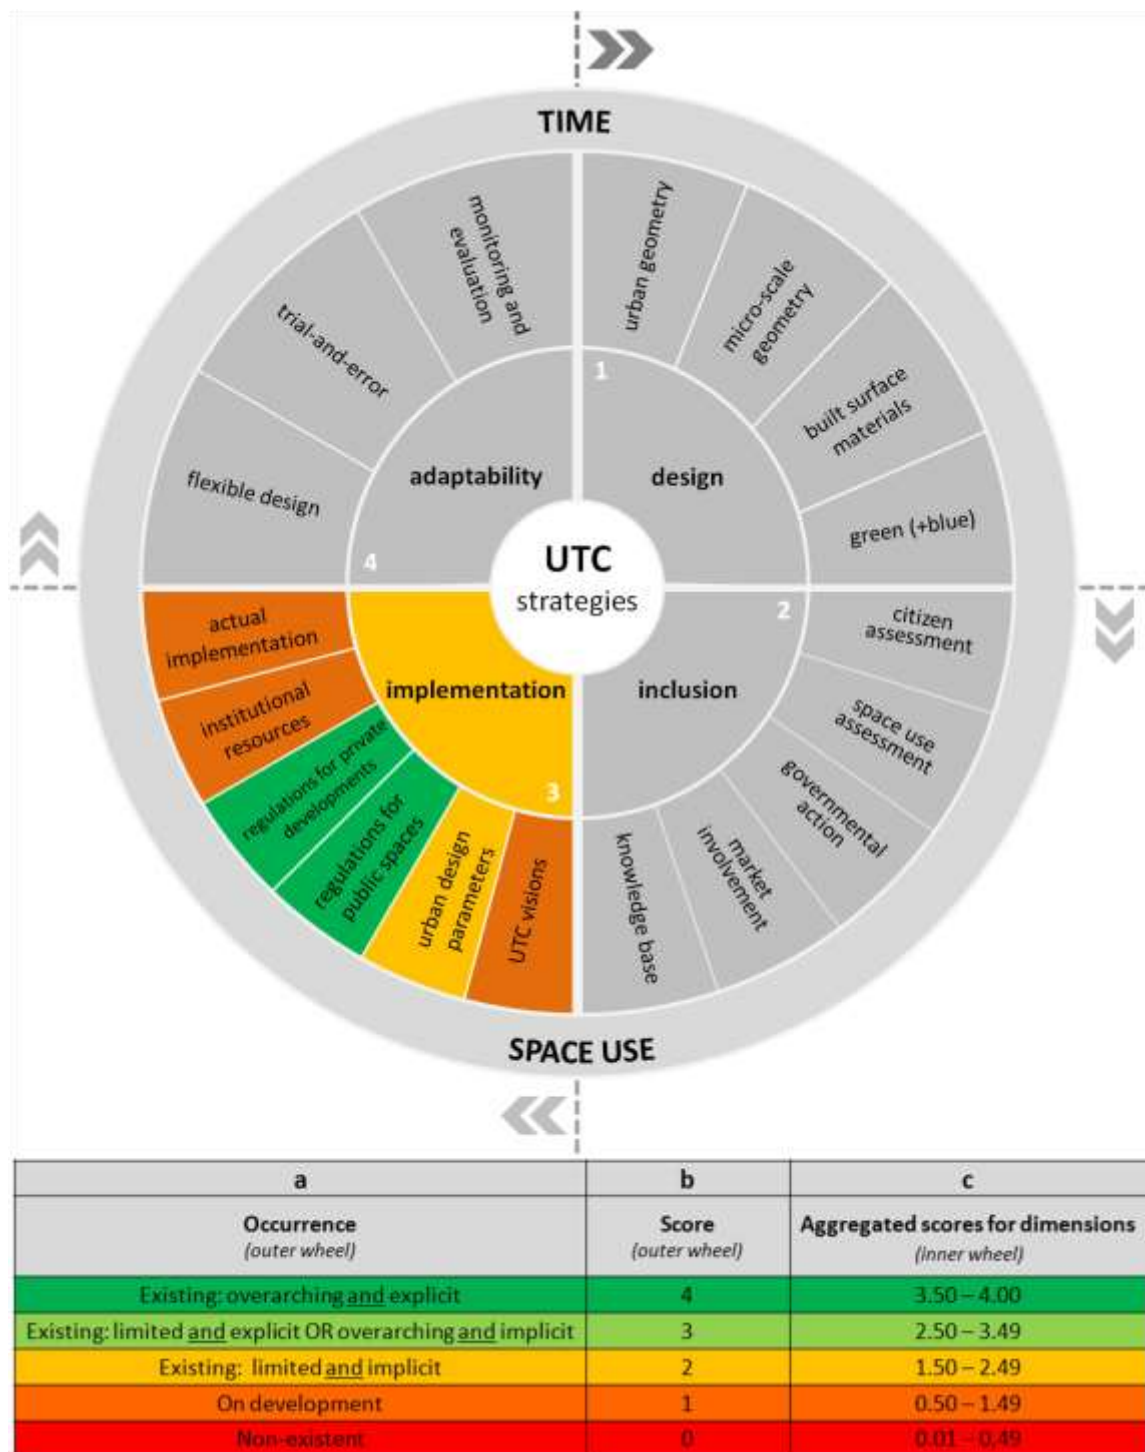 TIME
monitoring and
evaluation
trial-and-error
flexible design
adaptability
4
urban geometry
micro-scale
geometry
built surface
materials
green (+blue)
1
design
UTC
strategies
2
inclusion
citizen
assessment
space use
assessment
governmental
action
market
involvement
knowledge base
implementation
3
actual
implementation
institutional
resources
regulations for private
developments
regulations for
public spaces
urban design
parameters
UTC visions
SPACE USE
a b c
Occurrence Score Aggregated scores for dimensions
(outer wheel) (outer wheel) (inner wheel)
Existing: overarching and explicit 4 3.50 – 4.00
Existing: limited and explicit OR overarching and implicit 3 2.50 – 3.49
Existing: limited and implicit 2 1.50 – 2.49
On development 1 0.50 – 1.49
Non-existent 0 0.01 – 0.49